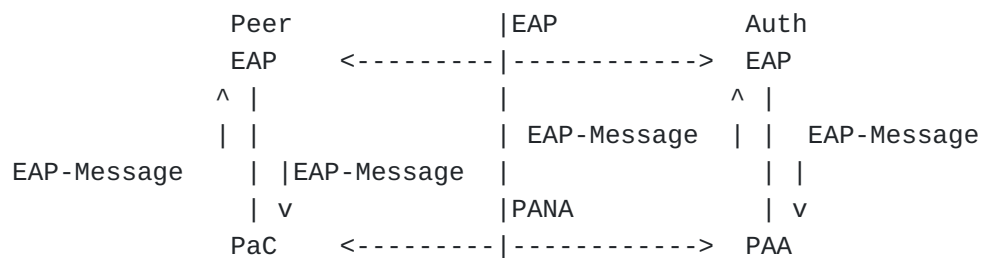 Peer |EAP Auth
EAP <---------|------------> EAP
^ | | ^ |
| | | EAP-Message | | EAP-Message
EAP-Message | |EAP-Message | | |
| v |PANA | v
PaC <---------|------------> PAA